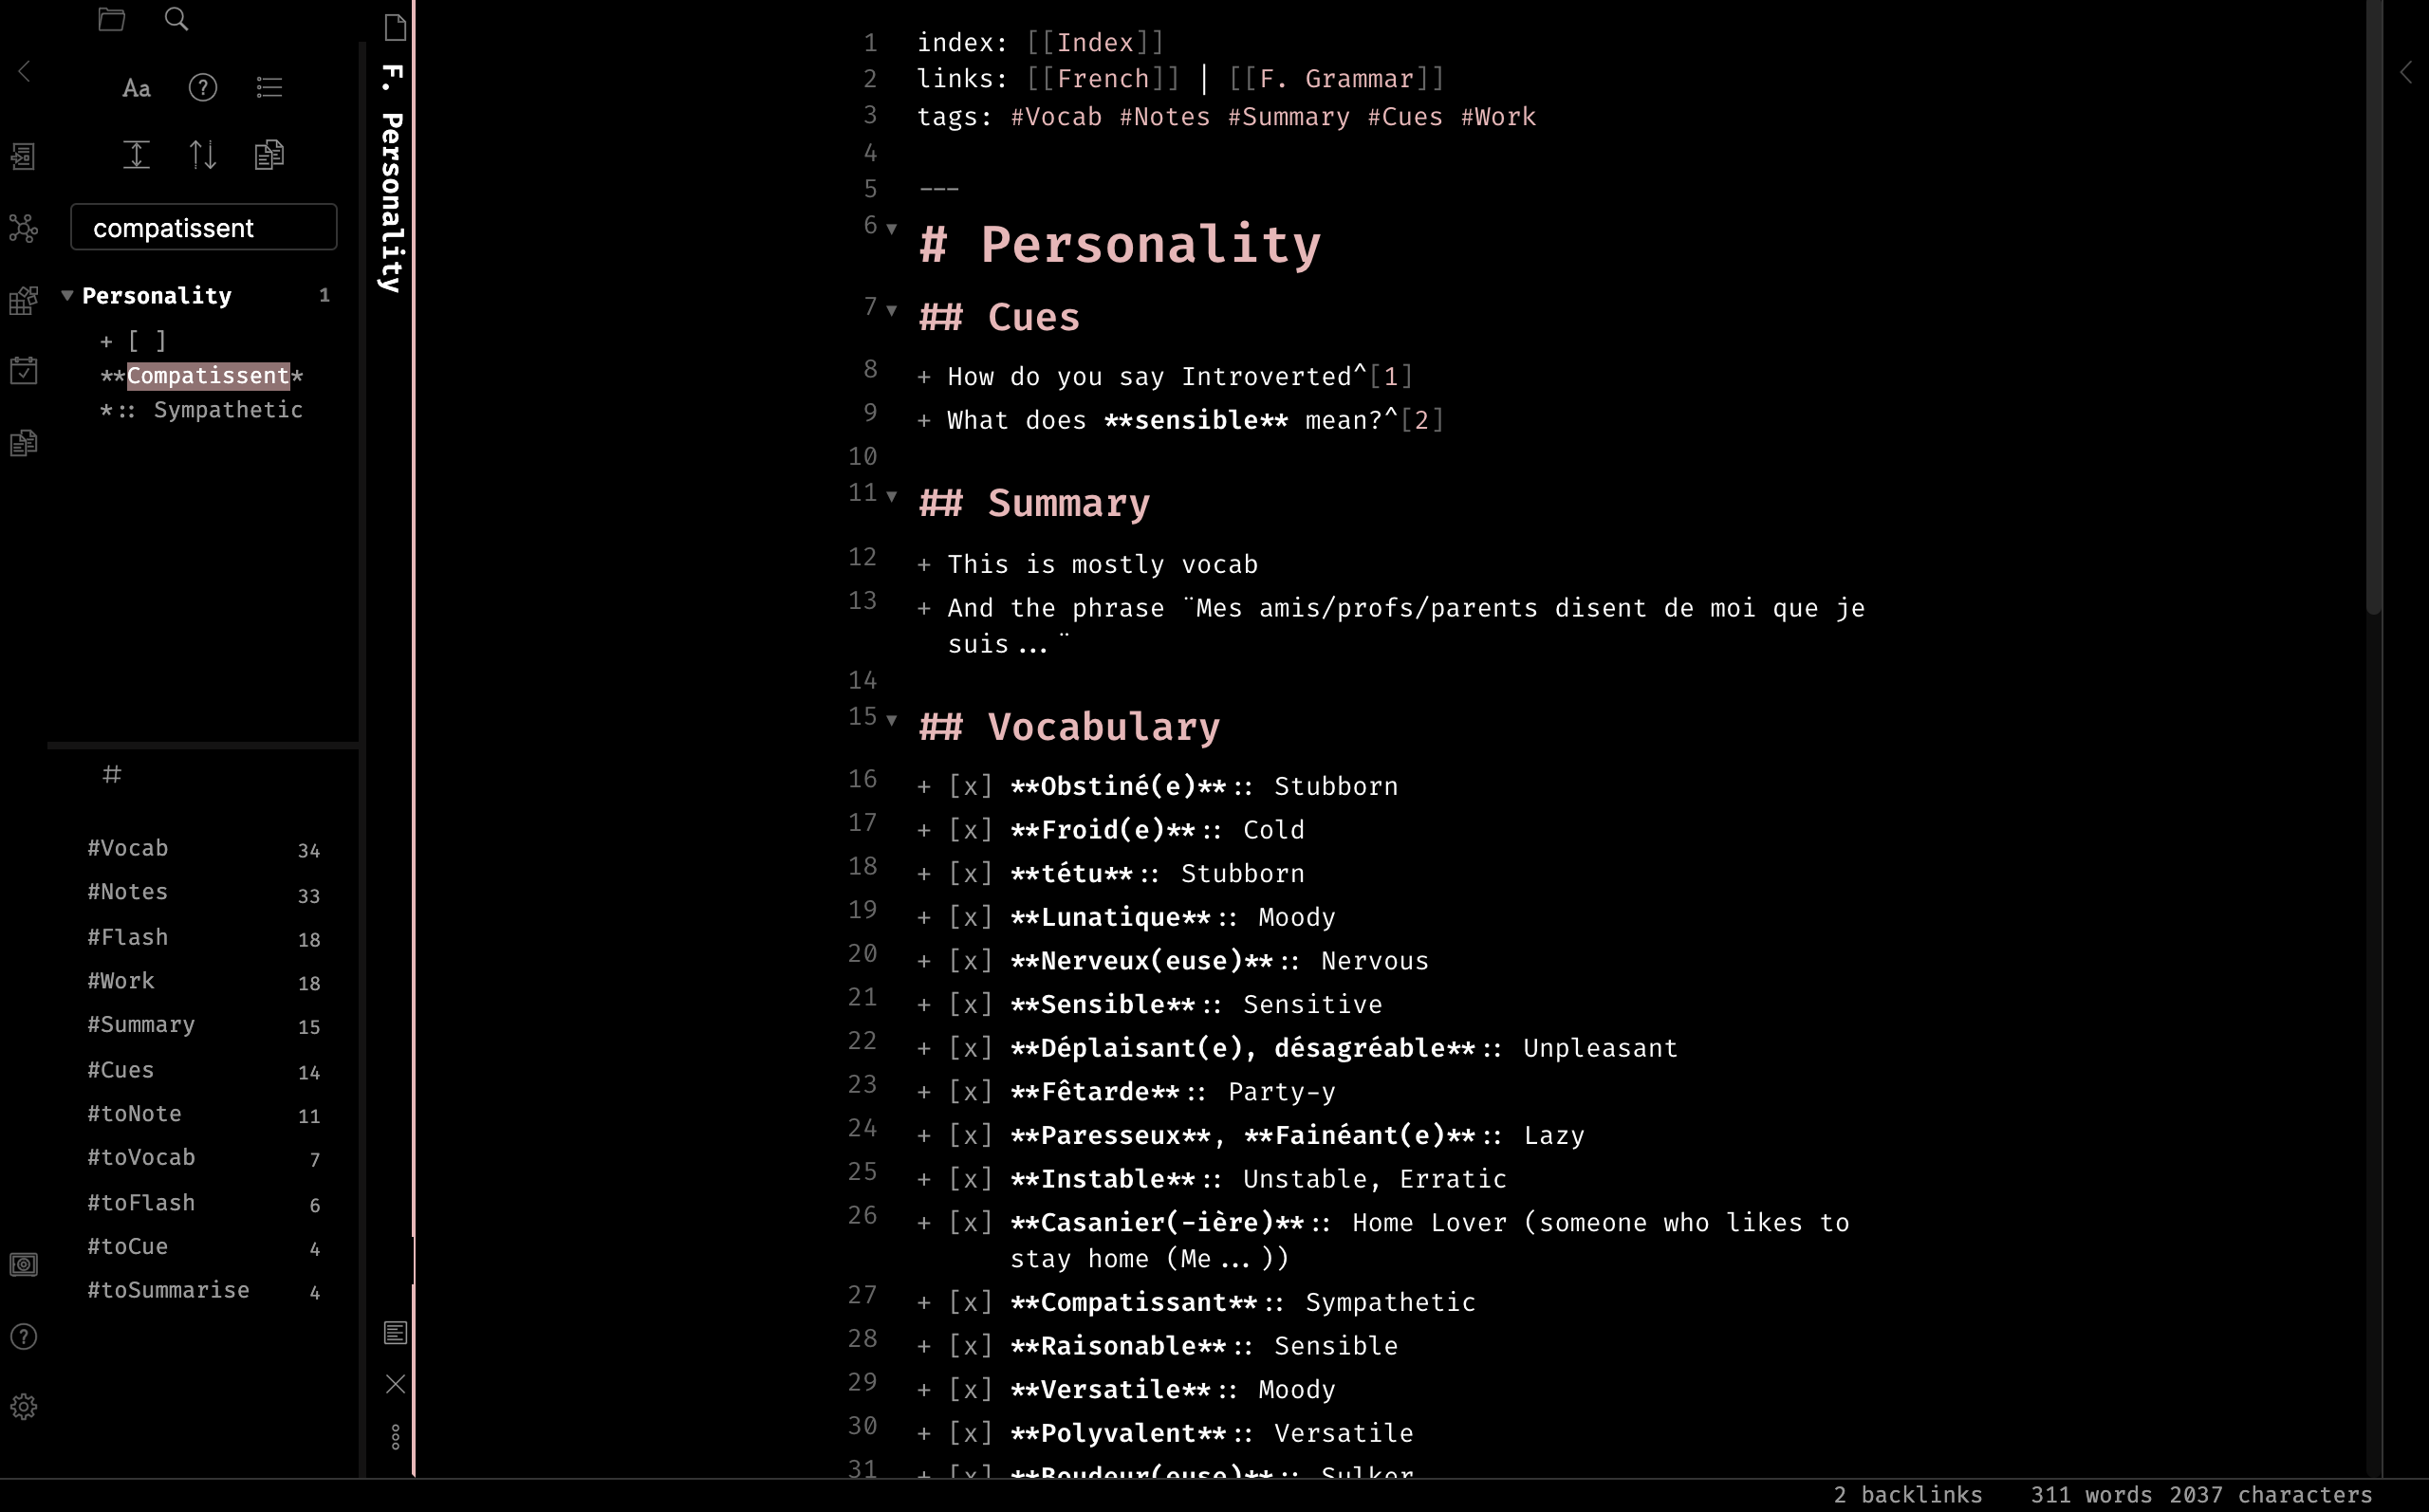 Aa
compatissent
Personality 1
+ [ ]
**Compatissent*
*:: Sympathetic
#
#Vocab 34
#Notes 33
#Flash 18
#Work 18
#Summary 15
#Cues 14
#toNote 11
#toVocab 7
#toFlash 6
#toCue 4
#toSummarise 4
F. Personality
1 index: [[Index]]
2 links: [[French]] | [[F. Grammar]]
3 tags: #Vocab #Notes #Summary #Cues #Work
4
5 ---
6 # Personality
7 ## Cues
8 + How do you say Introverted^[1]
9 + What does **sensible** mean?^[2]
10
11 ## Summary
12 + This is mostly vocab
13 + And the phrase ¨Mes amis/profs/parents disent de moi que je
suis...¨
14
15 ## Vocabulary
16 + [x] **Obstiné(e)**:: Stubborn
17 + [x] **Froid(e)**:: Cold
18 + [x] **tétu**:: Stubborn
19 + [x] **Lunatique**:: Moody
20 + [x] **Nerveux(euse)**:: Nervous
21 + [x] **Sensible**:: Sensitive
22 + [x] **Déplaisant(e), désagréable**:: Unpleasant
23 + [x] **Fêtarde**:: Party-y
24 + [x] **Paresseux**, **Fainéant(e)**:: Lazy
25 + [x] **Instable**:: Unstable, Erratic
26 + [x] **Casanier(-ière)**:: Home Lover (someone who likes to
stay home (Me...))
27 + [x] **Compatissant**:: Sympathetic
28 + [x] **Raisonable**:: Sensible
29 + [x] **Versatile**:: Moody
30 + [x] **Polyvalent**:: Versatile
31 + [x] **Boudeur(euse)**:: Sulker
2 backlinks 311 words 2037 characters